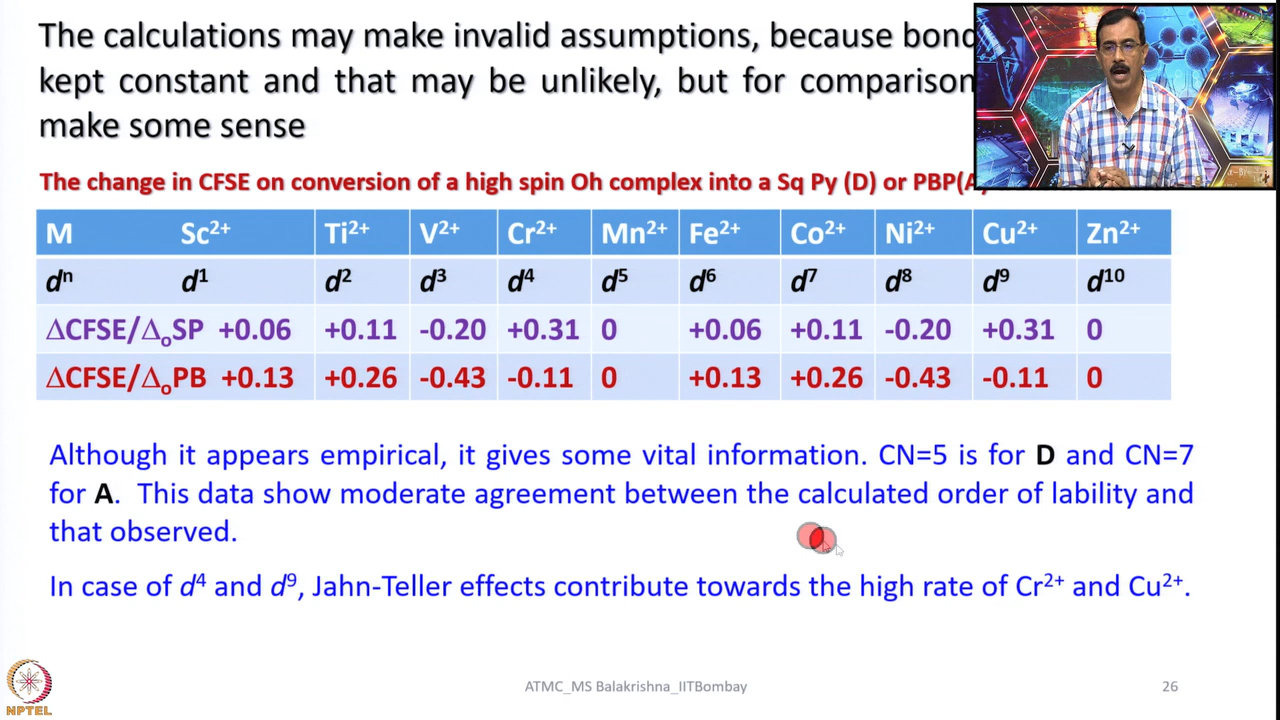 The calculations may make invalid assumptions, because bond
kept constant and that may be unlikely, but for comparison
make some sense
The change in CFSE on conversion of a high spin Oh complex into a Sq Py (D) or PBP(A)
M Sc²⁺ Ti²⁺ V²⁺ Cr²⁺ Mn²⁺ Fe²⁺ Co²⁺ Ni²⁺ Cu²⁺ Zn²⁺
dⁿ d¹ d² d³ d⁴ d⁵ d⁶ d⁷ d⁸ d⁹ d¹⁰
ΔCFSE/ΔₒSP +0.06 +0.11 -0.20 +0.31 0 +0.06 +0.11 -0.20 +0.31 0
ΔCFSE/ΔₒPB +0.13 +0.26 -0.43 -0.11 0 +0.13 +0.26 -0.43 -0.11 0
Although it appears empirical, it gives some vital information. CN=5 is for D and CN=7
for A. This data show moderate agreement between the calculated order of lability and
that observed.
In case of d⁴ and d⁹, Jahn-Teller effects contribute towards the high rate of Cr²⁺ and Cu²⁺.
NPTEL
ATMC_MS Balakrishna_IITBombay
26